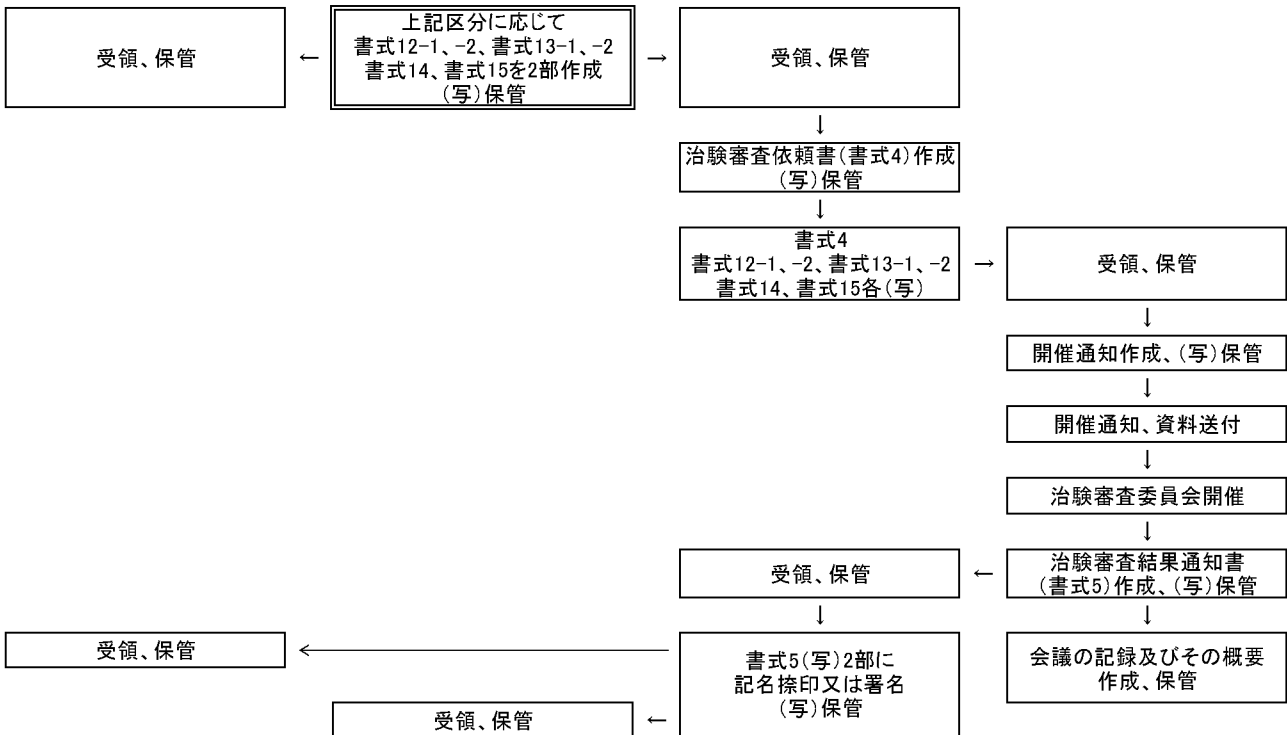 受領、保管
←
上記区分に応じて
書式12-1、-2、書式13-1、-2
書式14、書式15を2部作成
(写)保管
→
受領、保管
↓
治験審査依頼書(書式4)作成
(写)保管
↓
書式4
書式12-1、-2、書式13-1、-2
書式14、書式15各(写)
→
受領、保管
↓
開催通知作成、(写)保管
↓
開催通知、資料送付
↓
治験審査委員会開催
↓
治験審査結果通知書
(書式5)作成、(写)保管
←
受領、保管
↓
↓
会議の記録及びその概要
作成、保管
書式5(写)2部に
記名捺印又は署名
(写)保管
←
受領、保管
←
受領、保管